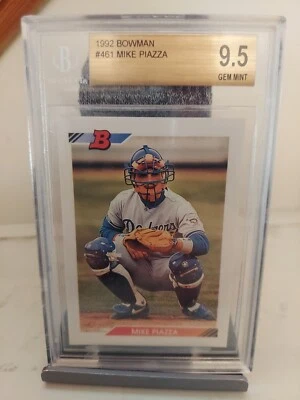 B
1992 BOWMAN
#461 MIKE PIAZZA
9.5
GEM MINT
B
Dodgers
MIKE PIAZZA